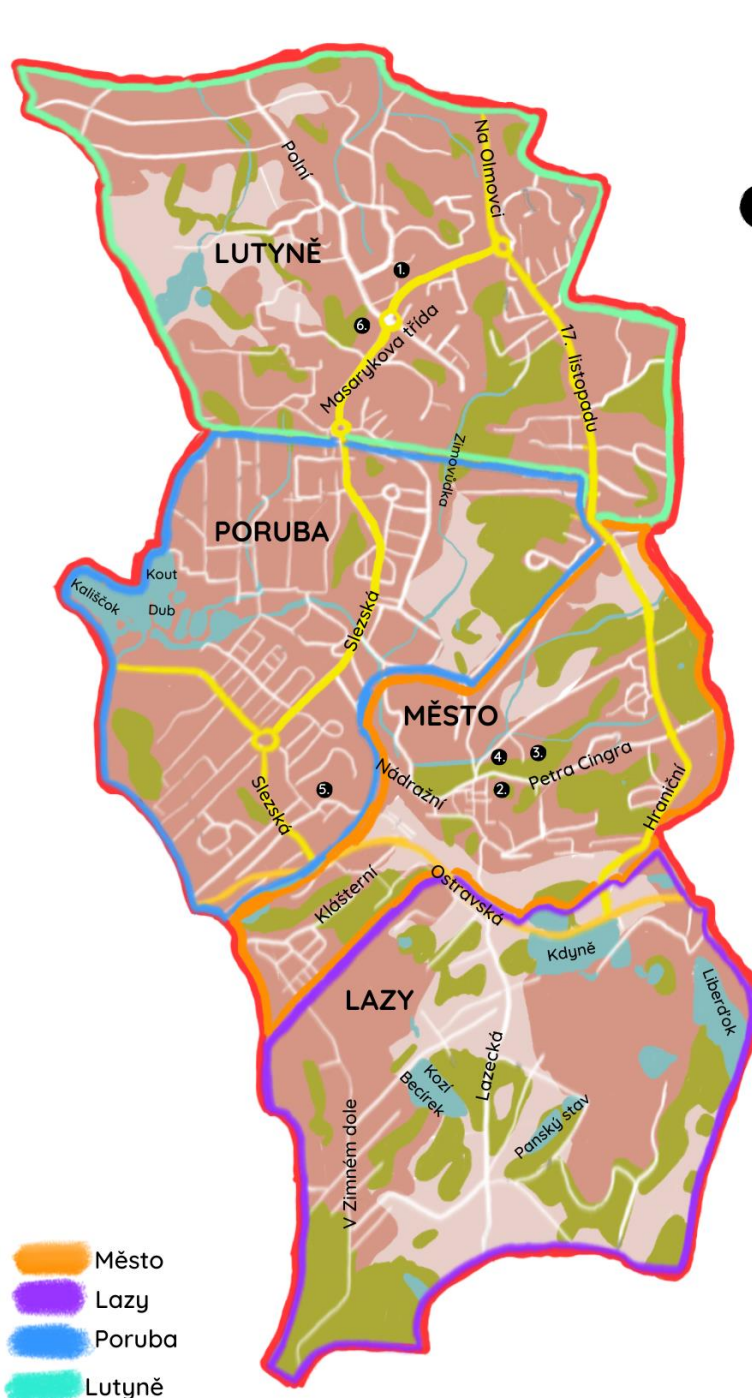 Na Olmovci
Polní
LUTYNĚ
1.
6.
Masarykova třída
17. listopadu
Zimovůdka
PORUBA
Kout
Kališčok
Dub
Slezská
MĚSTO
4.
3.
Petra Cingra
2.
Nádražní
5.
Slezská
Hraniční
Klášterní
Ostravská
Kdyně
LAZY
Liberďok
Kozí
Becírek
Lazecká
Panský stav
V Zimném dole
Město
Lazy
Poruba
Lutyně